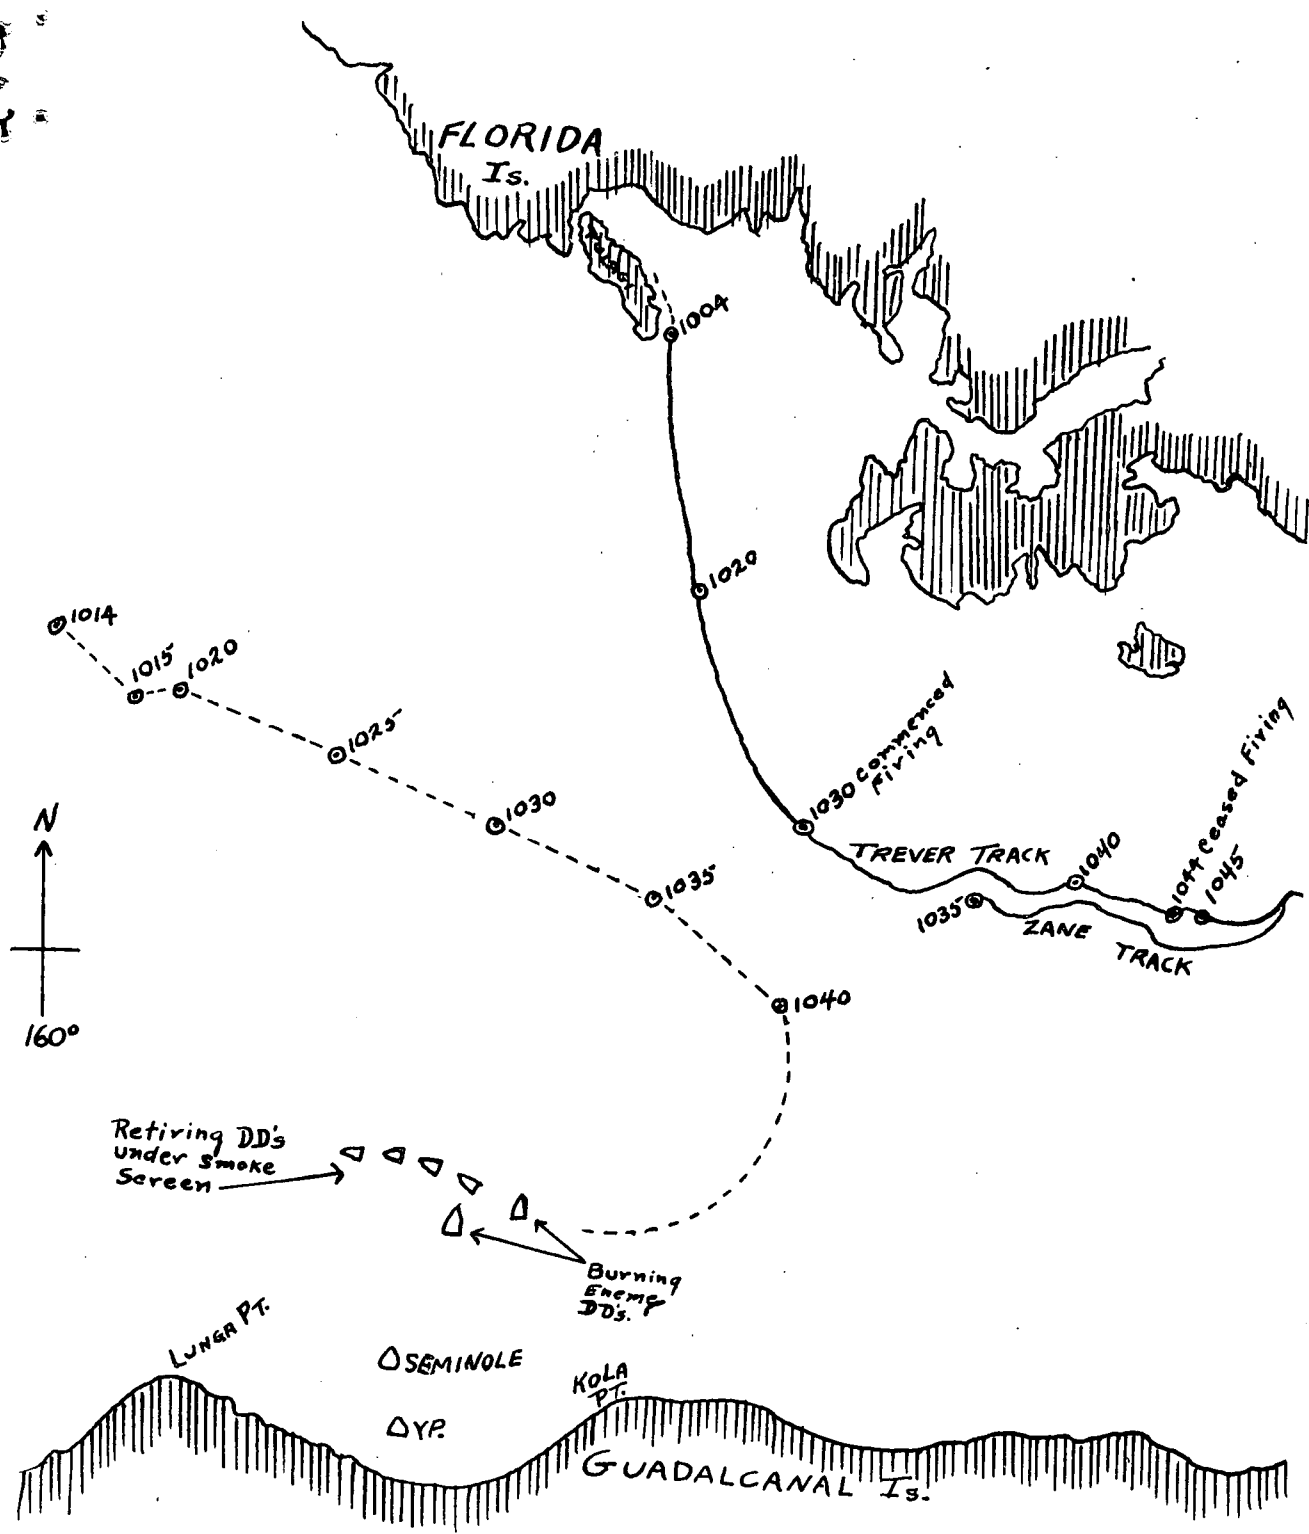 FLORIDA
Is.
1004
1020
1014
1015
1020
1025
1030
1035
1040
1030 Commenced
Firing
TREVER TRACK
1040
1044 Ceased Firing
1045
1035
ZANE TRACK
N
160°
Retiring DD's
under smoke
Screen
Burning
Eneme
DD's.
LUNGA PT.
SEMINOLE
YP.
KOLA
PT.
GUADALCANAL Is.